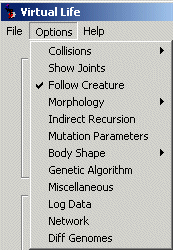 Virtual Life
File Options Help
Collisions
Show Joints
Follow Creature
Morphology
Indirect Recursion
Mutation Parameters
Body Shape
Genetic Algorithm
Miscellaneous
Log Data
Network
Diff Genomes